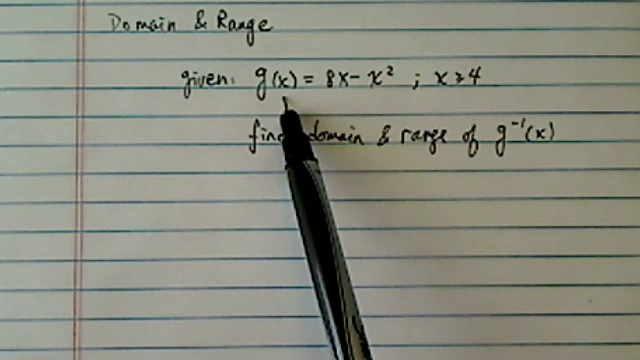 Domain & Range
given: g(x) = 8x - x² ; x ≥ 4
find domain & range of g⁻¹(x)